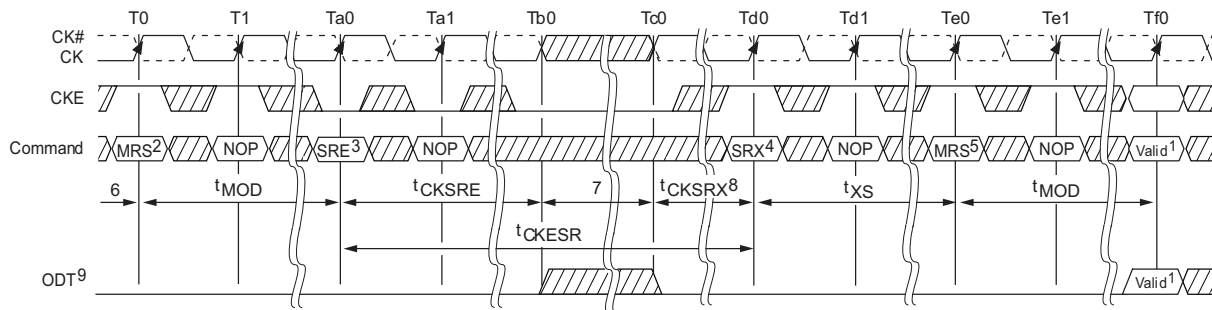 T0 T1 Ta0 Ta1 Tb0 Tc0 Td0 Td1 Te0 Te1 Tf0
CK#
CK
CKE
Command MRS2 NOP SRE3 NOP SRX4 NOP MRS5 NOP Valid1
6 tMOD tCKSRE 7 tCKSRX8 tXS tMOD
tCKESR
ODT9 Valid1